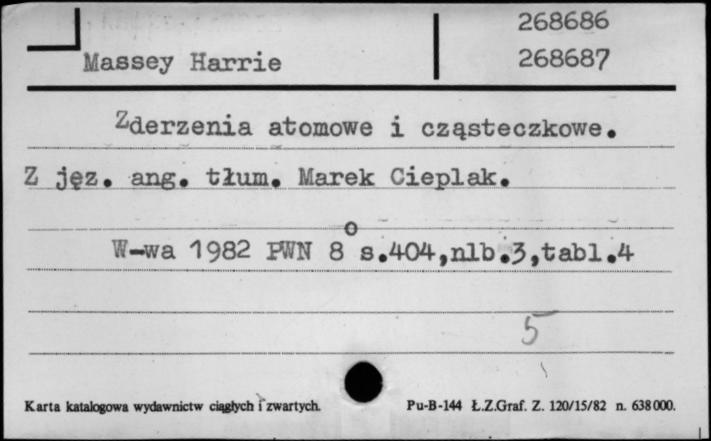 268686
Massey Harrie 268687
Zderzenia atomowe i cząsteczkowe.
Z jęz. ang. tłum. Marek Cieplak.
W-wa 1982 PWN 8° s.404,nlb.3,tabl.4
5
Karta katalogowa wydawnictw ciągłych i zwartych. Pu-B-144 Ł.Z.Graf. Z. 120/15/82 n. 638000.